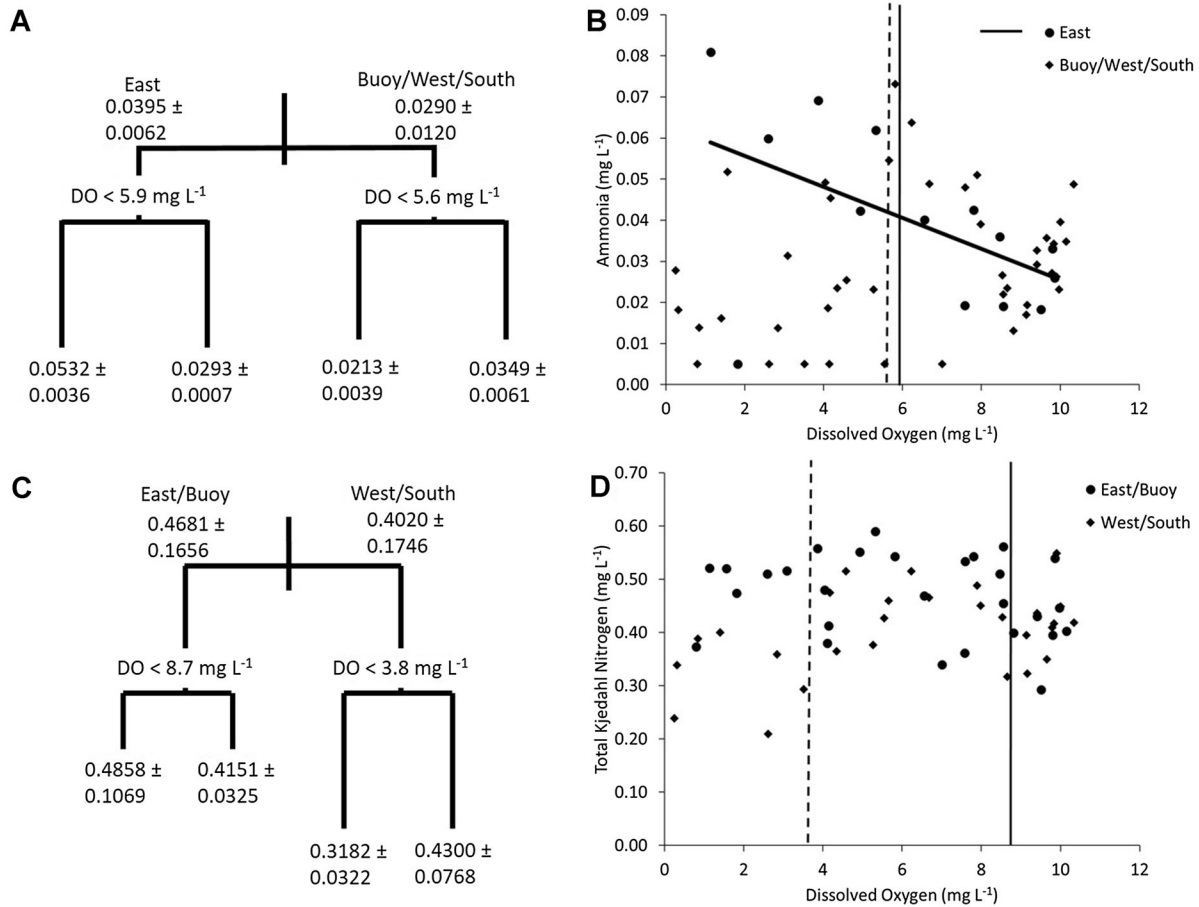 A
East
0.0395 ±
0.0062
Buoy/West/South
0.0290 ±
0.0120
DO < 5.9 mg L-1
DO < 5.6 mg L-1
0.0532 ±
0.0036
0.0293 ±
0.0007
0.0213 ±
0.0039
0.0349 ±
0.0061
B
Ammonia (mg L-1)
0.09
0.08
0.07
0.06
0.05
0.04
0.03
0.02
0.01
0.00
0 2 4 6 8 10 12
Dissolved Oxygen (mg L-1)
East
Buoy/West/South
C
East/Buoy
0.4681 ±
0.1656
West/South
0.4020 ±
0.1746
DO < 8.7 mg L-1
DO < 3.8 mg L-1
0.4858 ±
0.1069
0.4151 ±
0.0325
0.3182 ±
0.0322
0.4300 ±
0.0768
D
Total Kjedahl Nitrogen (mg L-1)
0.70
0.60
0.50
0.40
0.30
0.20
0.10
0.00
0 2 4 6 8 10 12
Dissolved Oxygen (mg L-1)
East/Buoy
West/South